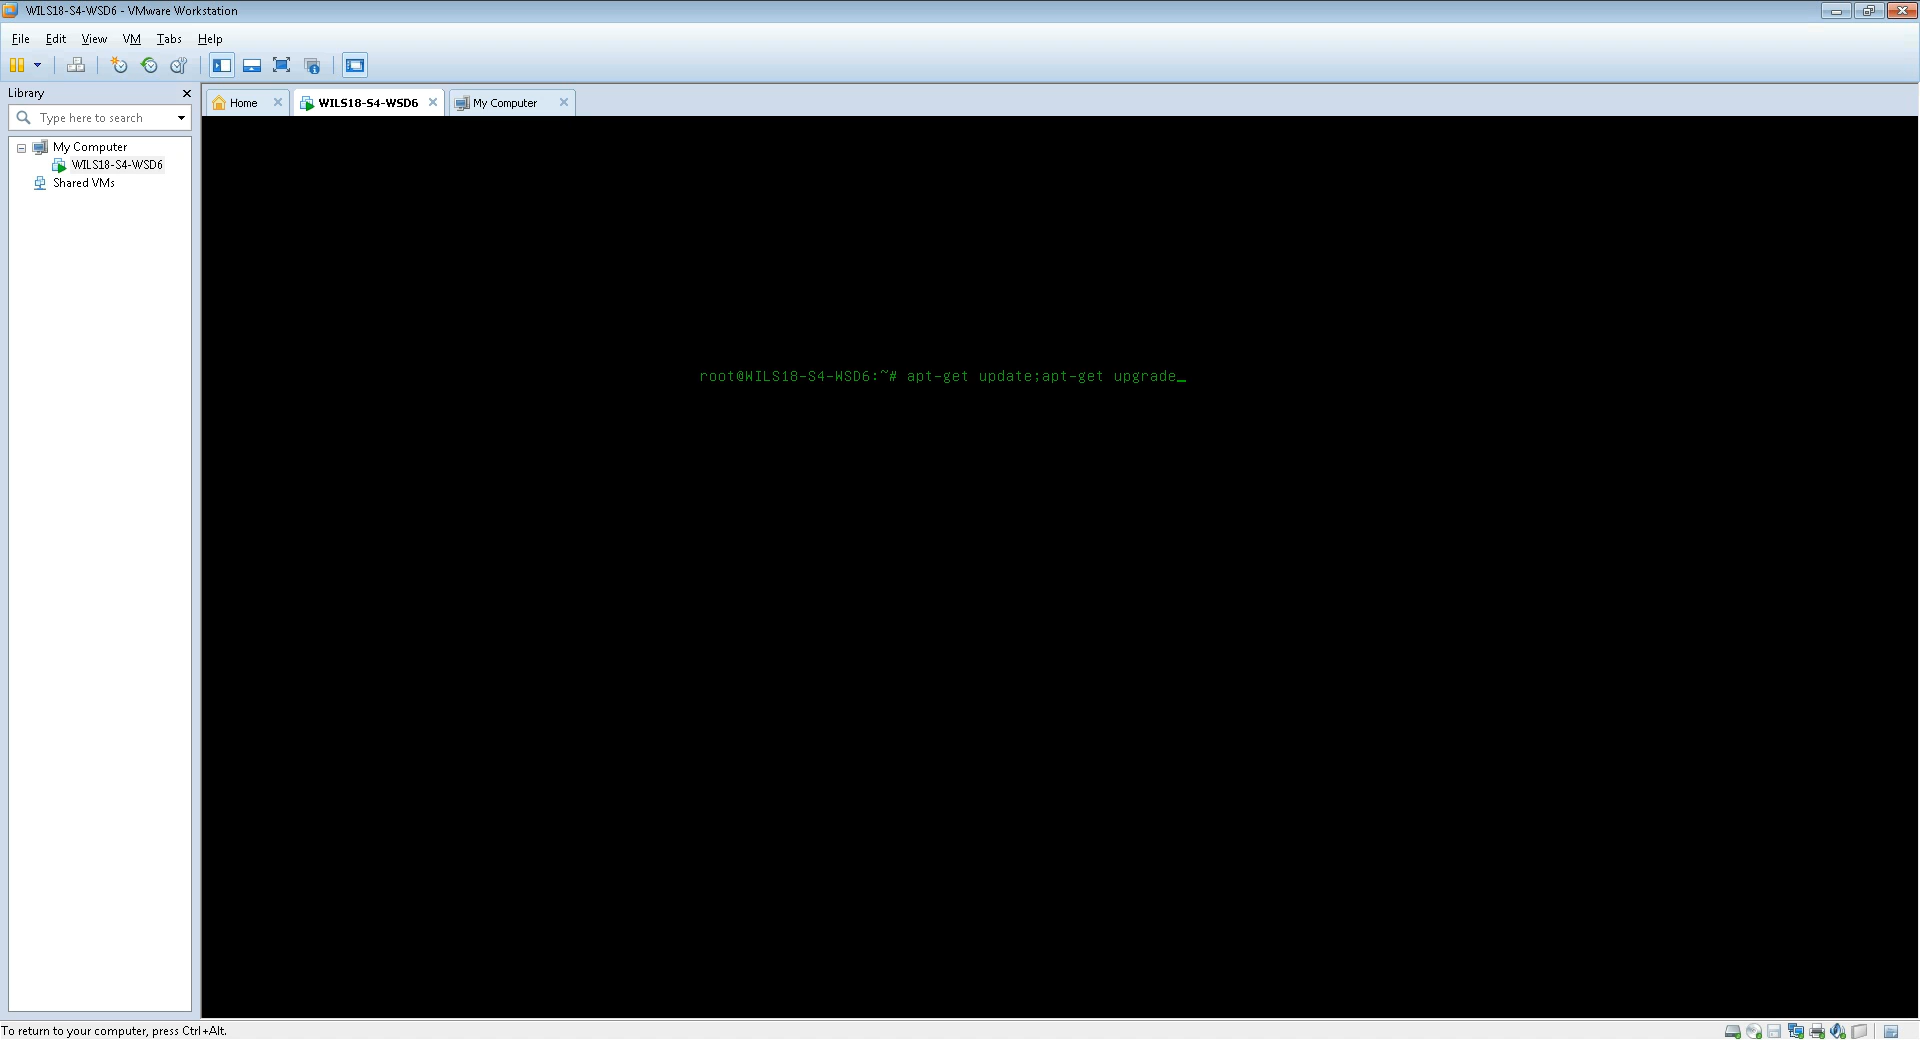 WILS18-S4-WSD6 - VMware Workstation
File Edit View VM Tabs Help
Library
Home WILS18-S4-WSD6 My Computer
Type here to search
My Computer
WILS18-S4-WSD6
Shared VMs
root@WILS18-S4-WSD6:~# apt-get update;apt-get upgrade_
To return to your computer, press Ctrl+Alt.